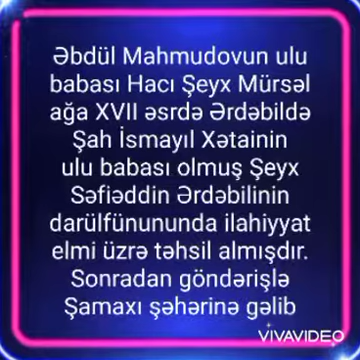 Əbdül Mahmudovun ulu
babası Hacı Şeyx Mürsəl
ağa XVII əsrdə Ərdəbildə
Şah İsmayıl Xətainin
ulu babası olmuş Şeyx
Səfiəddin Ərdəbilinin
darülfünununda ilahiyyat
elmi üzrə təhsil almışdır.
Sonradan göndərişlə
Şamaxı şəhərinə gəlib
VIVAVIDEO